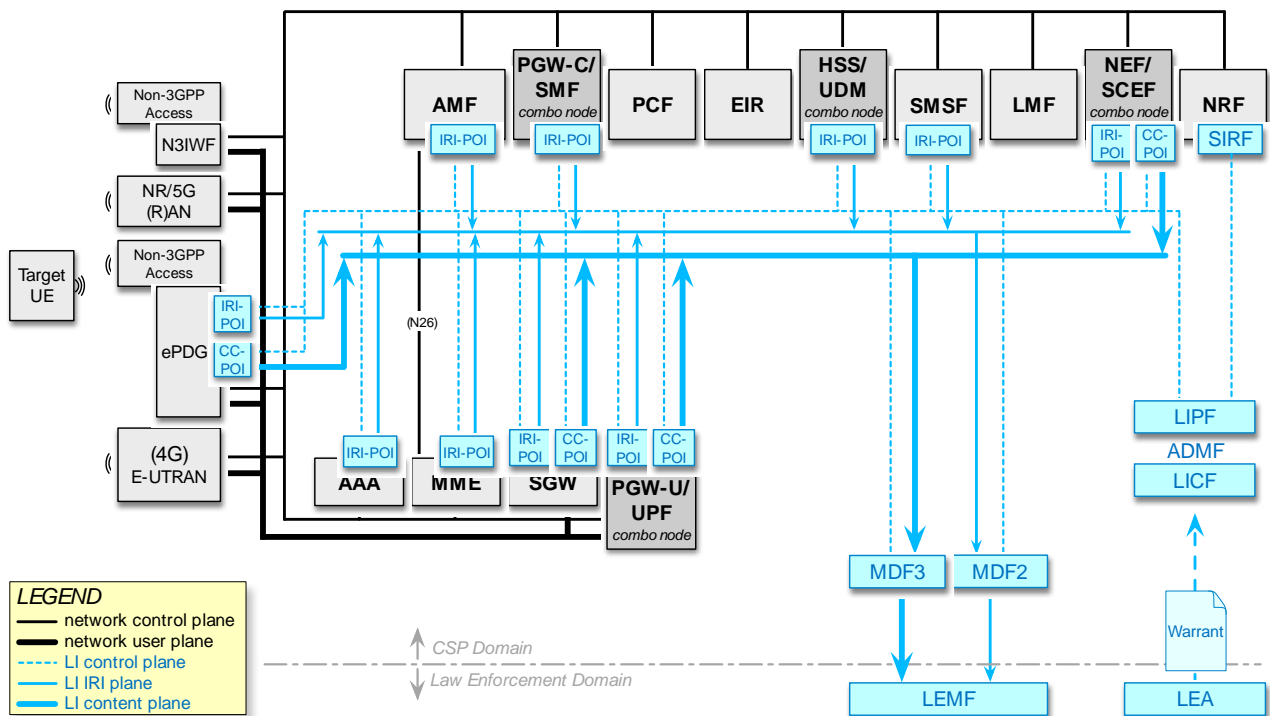 PGW-C/
SMF
combo node
HSS/
UDM
combo node
NEF/
SCEF
combo node
AMF
PCF
EIR
SMSF
LMF
NRF
IRI-POI
IRI-POI
IRI-POI
IRI-POI
IRI-
POI
CC-
POI
SIRF
Non-3GPP
Access
N3IWF
NR/5G
(R)AN
Non-3GPP
Access
Target
UE
ePDG
IRI-
POI
CC-
POI
(N26)
(4G)
E-UTRAN
IRI-POI
IRI-POI
IRI-
POI
CC-
POI
IRI-
POI
CC-
POI
AAA
MME
SGW
PGW-U/
UPF
combo node
LIPF
ADMF
LICF
MDF3
MDF2
Warrant
LEGEND
network control plane
network user plane
LI control plane
LI IRI plane
LI content plane
CSP Domain
Law Enforcement Domain
LEMF
LEA